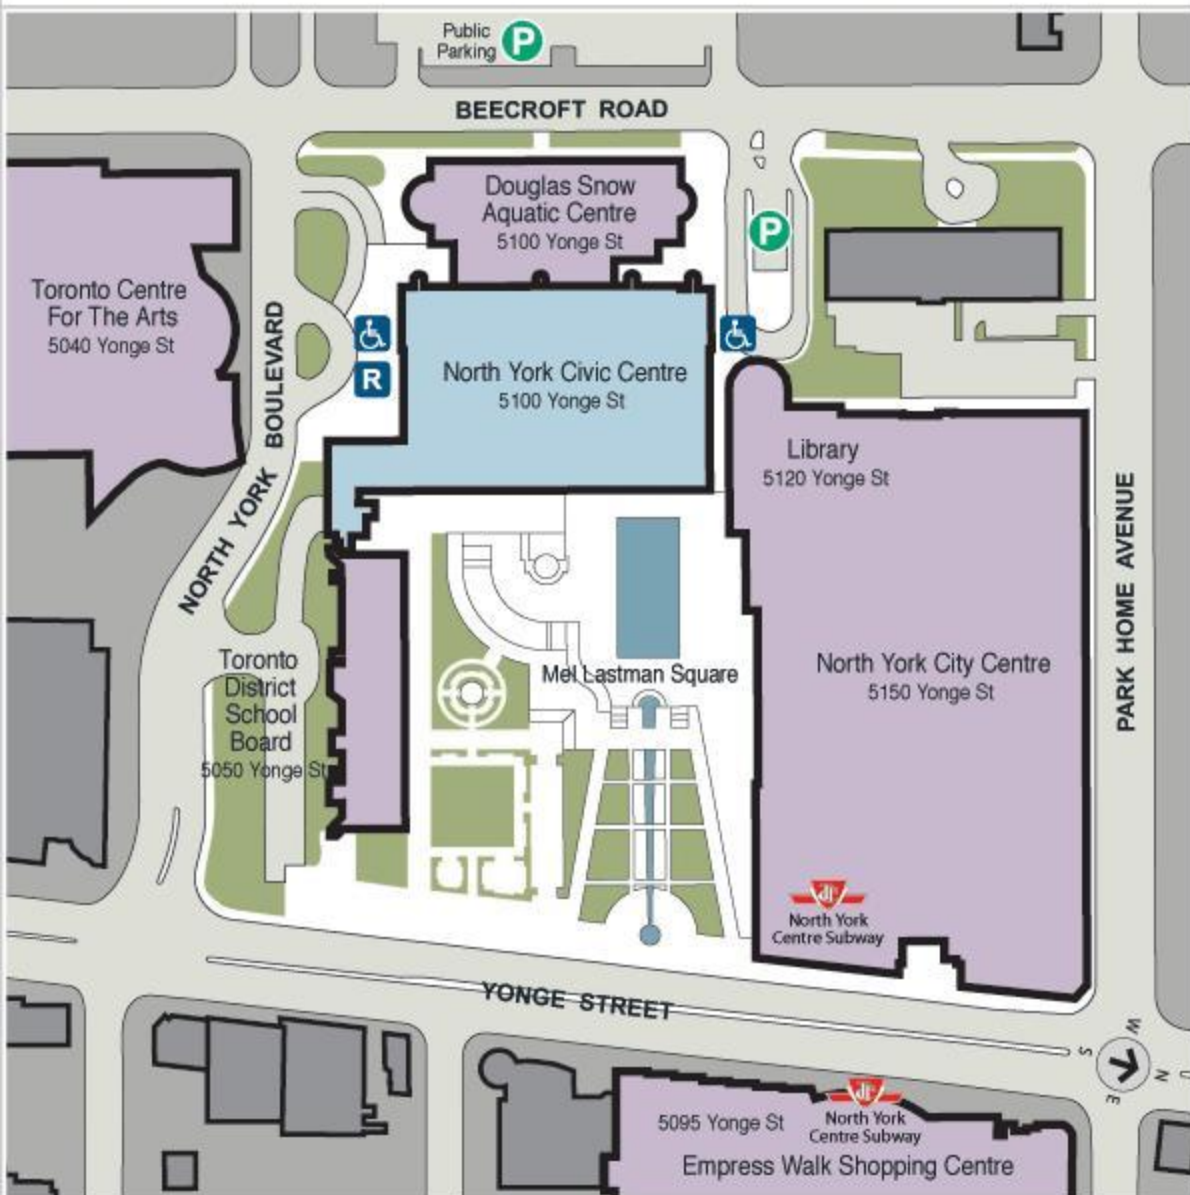 Public
Parking
P
BEECROFT ROAD
Douglas Snow
Aquatic Centre
5100 Yonge St
P
Toronto Centre
For The Arts
5040 Yonge St
NORTH YORK BOULEVARD
R
North York Civic Centre
5100 Yonge St
Library
5120 Yonge St
PARK HOME AVENUE
Toronto
District
School
Board
5050 Yonge St
Mel Lastman Square
North York City Centre
5150 Yonge St
North York
Centre Subway
YONGE STREET
W
S
N
E
5095 Yonge St
North York
Centre Subway
Empress Walk Shopping Centre